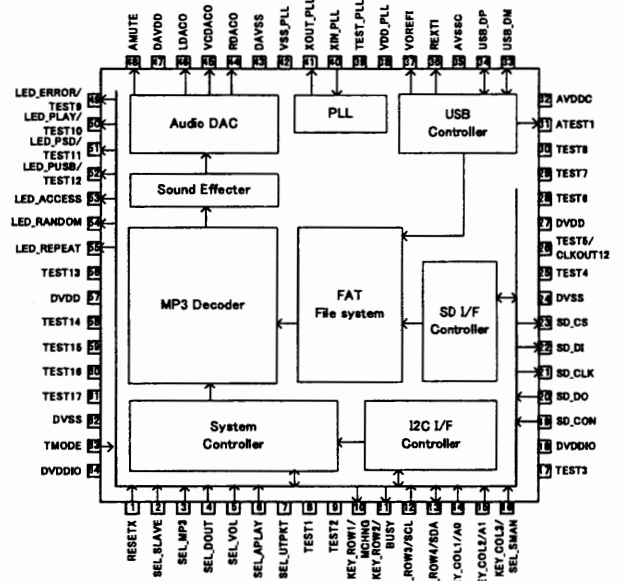 AMUTE
DAVDD
LDACO
VCDACO
RDACO
DAVSS
VSS_PLL
XOUT_PLL
XIN_PLL
TEST_PLL
VDD_PLL
VOREFI
REXTI
AVSSC
USB_DP
USB_DM
48 47 46 45 44 43 42 41 40 39 38 37 36 35 34 33
LED_ERROR/
TEST9
49
LED_PLAY/
TEST10
50
LED_PSD/
TEST11
51
LED_PUSB/
TEST12
52
LED_ACCESS 53
LED_RANDOM 54
LED_REPEAT 55
TEST13 56
DVDD 57
TEST14 58
TEST15 59
TEST16 60
TEST17 61
DVSS 62
TMODE 63
DVDDIO 64
Audio DAC
PLL
USB
Controller
Sound Effecter
MP3 Decoder
FAT
File system
SD I/F
Controller
System
Controller
I2C I/F
Controller
32 AVDDC
31 ATEST1
30 TEST8
29 TEST7
28 TEST6
27 DVDD
26 TEST5/
CLKOUT12
25 TEST4
24 DVSS
23 SD_CS
22 SD_DI
21 SD_CLK
20 SD_DO
19 SD_CON
18 DVDDIO
17 TEST3
1 2 3 4 5 6 7 8 9 10 11 12 13 14 15 16
RESETX
SEL_SLAVE
SEL_MP3
SEL_DOUT
SEL_VOL
SEL_APLAY
SEL_UTPKT
TEST1
TEST2
KEY_ROW1/
MCHNG
KEY_ROW2/
BUSY
_ROW3/SCL
_ROW4/SDA
EY_COL1/A0
EY_COL2/A1
KEY_COL3/
SEL_SMAN